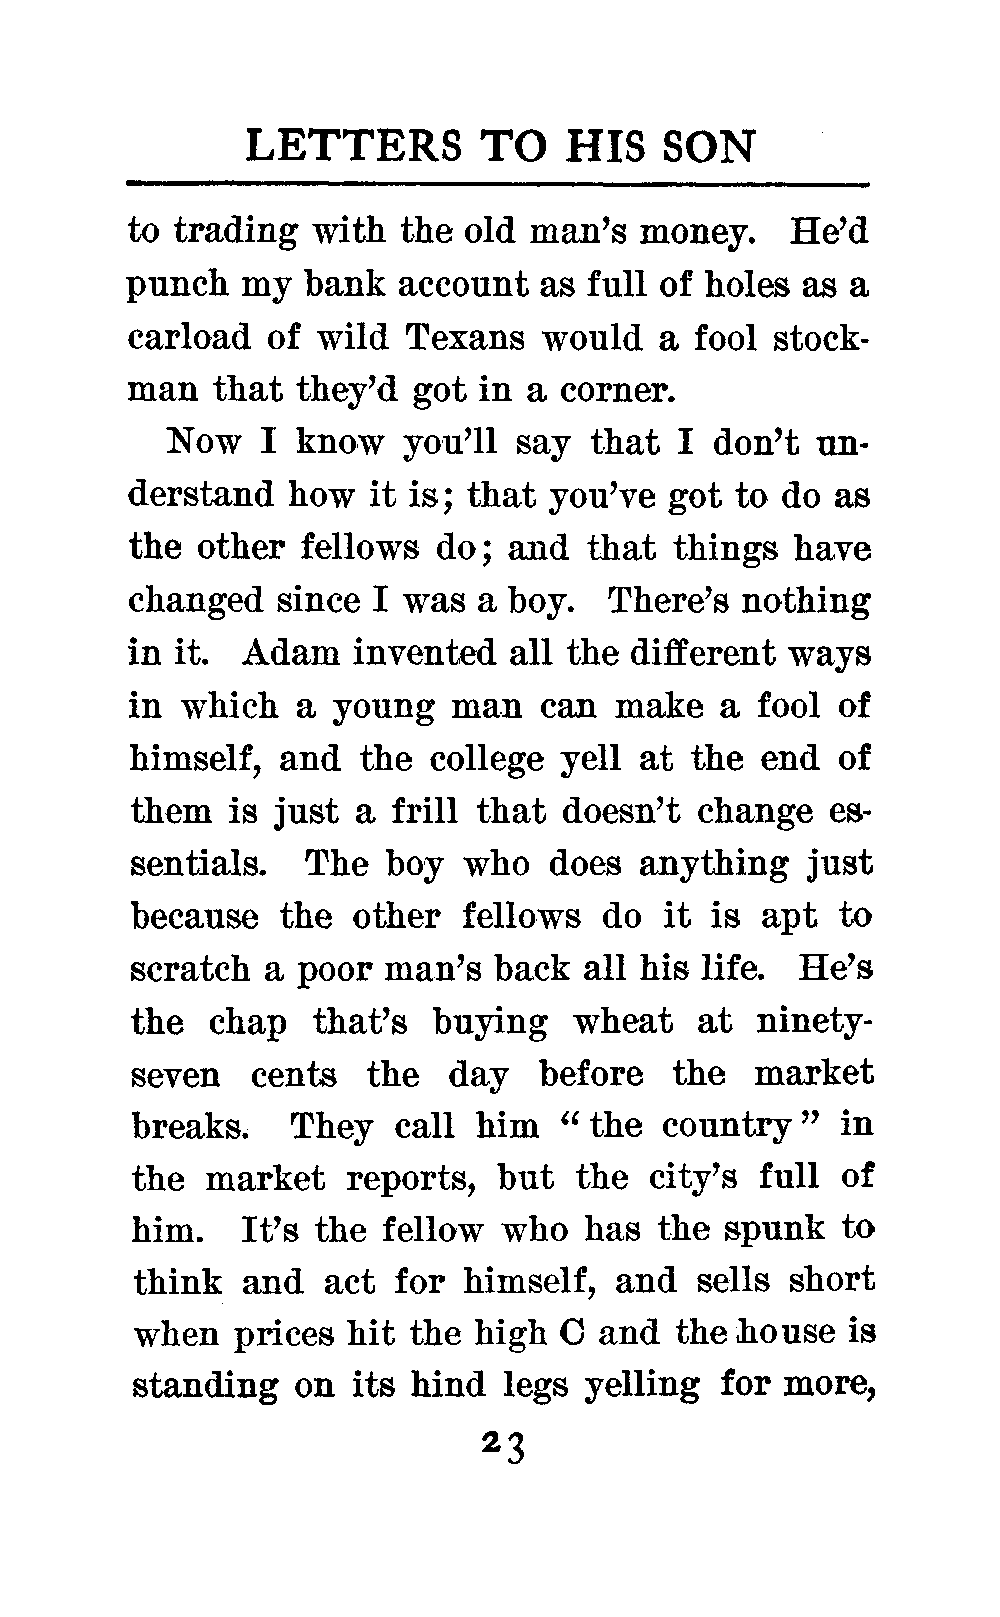 LETTERS TO HIS SON
to trading with the old man's money. He'd
punch my bank account as full of holes as a
carload of wild Texans would a fool stock-
man that they'd got in a corner.
Now I know you'll say that I don't un-
derstand how it is; that you've got to do as
the other fellows do; and that things have
changed since I was a boy. There's nothing
in it. Adam invented all the different ways
in which a young man can make a fool of
himself, and the college yell at the end of
them is just a frill that doesn't change es-
sentials. The boy who does anything just
because the other fellows do it is apt to
scratch a poor man's back all his life. He's
the chap that's buying wheat at ninety-
seven cents the day before the market
breaks. They call him “the country” in
the market reports, but the city's full of
him. It's the fellow who has the spunk to
think and act for himself, and sells short
when prices hit the high C and the house is
standing on its hind legs yelling for more,
23